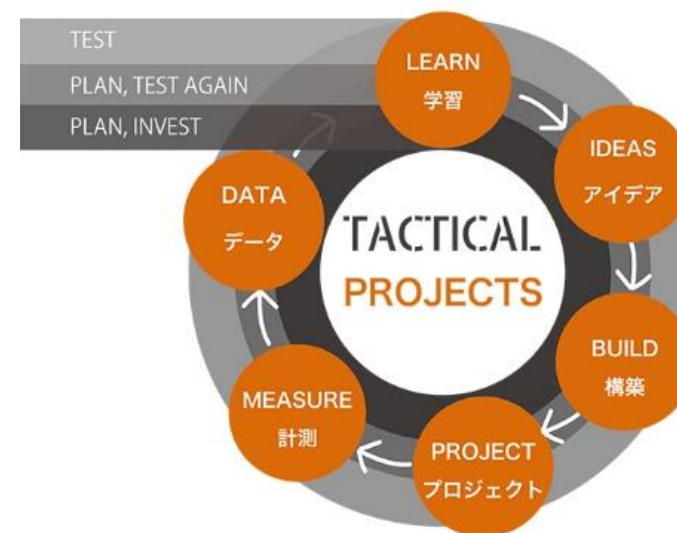 TEST
PLAN, TEST AGAIN
PLAN, INVEST
LEARN
学習
IDEAS
アイデア
BUILD
構築
PROJECT
プロジェクト
MEASURE
計測
DATA
データ
TACTICAL
PROJECTS